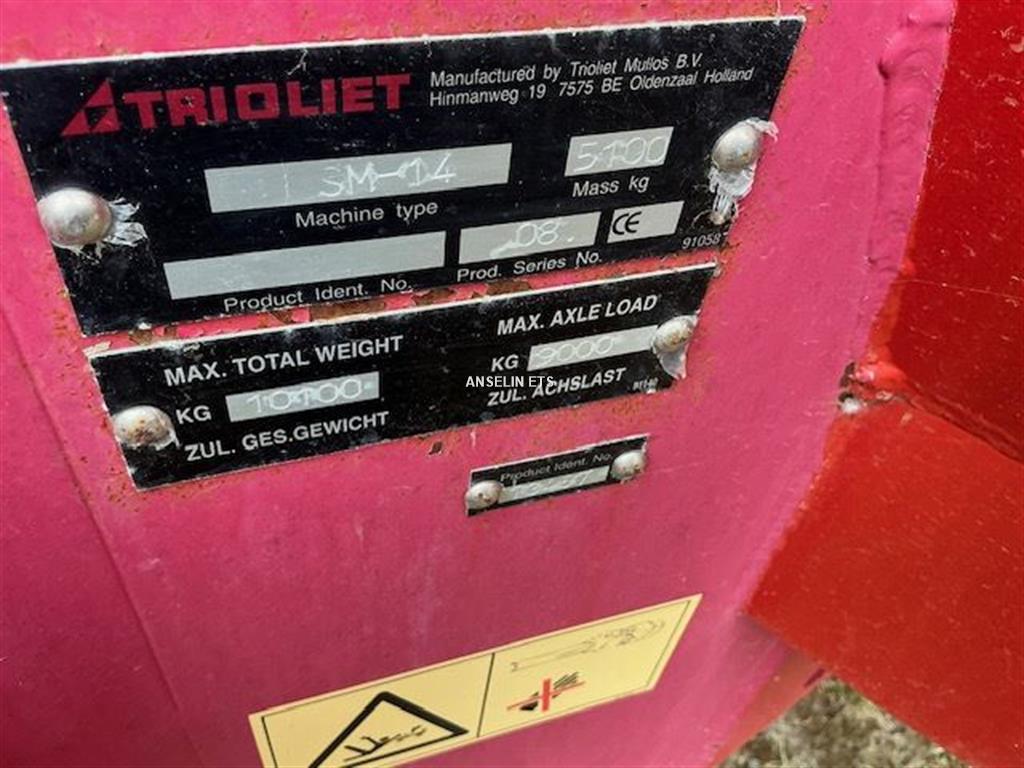 TRIOLIET
Manufactured by Trioliet Mullos B.V.
Hinmanweg 19 7575 BE Oldenzaal Holland
SM-14
Machine type
5100
Mass kg
Product Ident. No.
08
Prod. Series No.
CE
91058
MAX. TOTAL WEIGHT
KG 10100
ZUL. GES.GEWICHT
MAX. AXLE LOAD
KG 9000
ZUL. ACHSLAST
ANSELIN ETS
Product Ident. No.